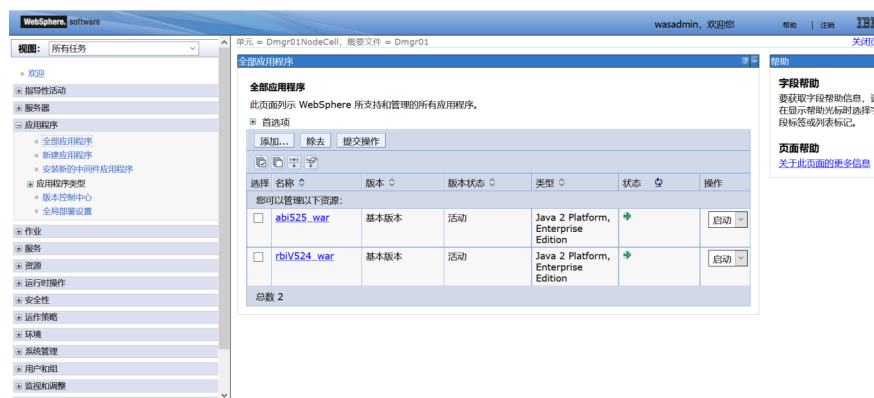 WebSphere. software
wasadmin，欢迎您
帮助 | 注销
IBM
视图： 所有任务
欢迎
指导性活动
服务器
应用程序
全部应用程序
新建应用程序
安装新的中间件应用程序
应用程序类型
版本控制中心
全局部署设置
作业
服务
资源
运行时操作
安全性
运作策略
环境
系统管理
用户和组
监视和调整
单元 = Dmgr01NodeCell，概要文件 = Dmgr01
关闭页
全部应用程序 ? -
全部应用程序
此页面列示 WebSphere 所支持和管理的所有应用程序。
首选项
添加... 除去 提交操作
选择 名称 版本 版本状态 类型 状态 操作
您可以管理以下资源：
abi525_war 基本版本 活动 Java 2 Platform, Enterprise Edition 启动
rbiV524_war 基本版本 活动 Java 2 Platform, Enterprise Edition 启动
总数 2
帮助
字段帮助
要获取字段帮助信息，
在显示帮助光标时选择字
段标签或列表标记。
页面帮助
关于此页面的更多信息